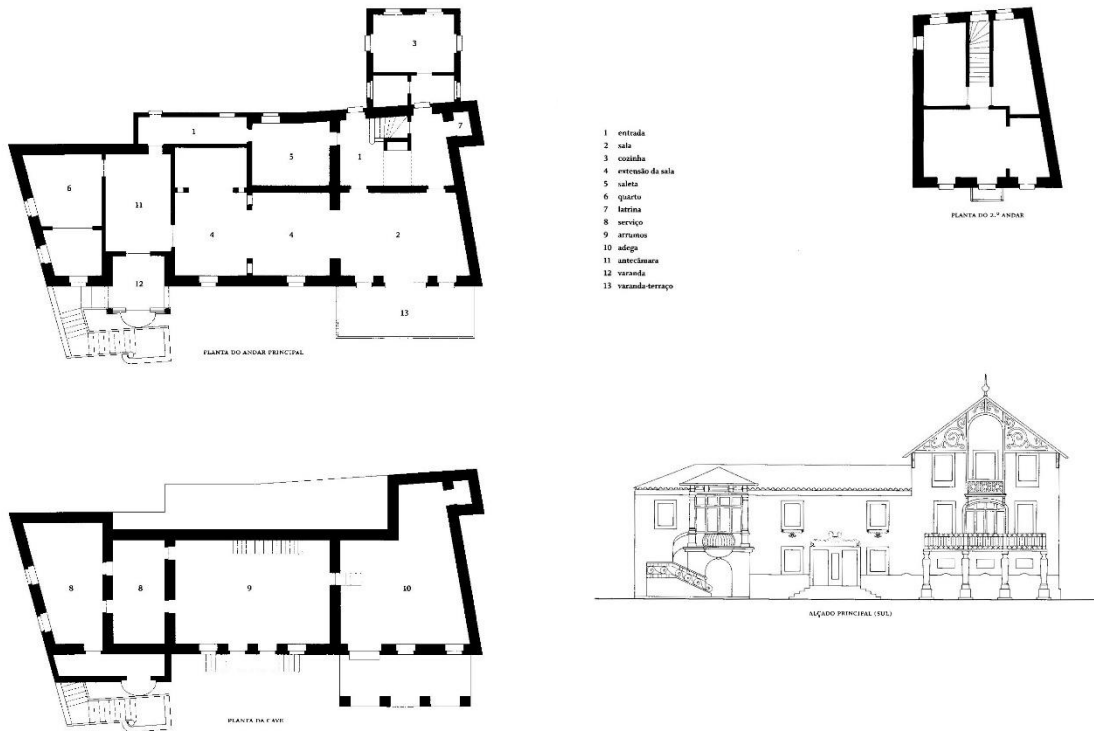 3
1
7
5
1
6
11
4
4
2
12
13
PLANTA DO ANDAR PRINCIPAL
1 entrada
2 sala
3 cozinha
4 extensão da sala
5 saleta
6 quarto
7 latrina
8 serviço
9 arrumos
10 adega
11 antecâmara
12 varanda
13 varanda-terraço
PLANTA DO 2.º ANDAR
8
8
9
10
PLANTA DA CAVE
ALÇADO PRINCIPAL (SUL)